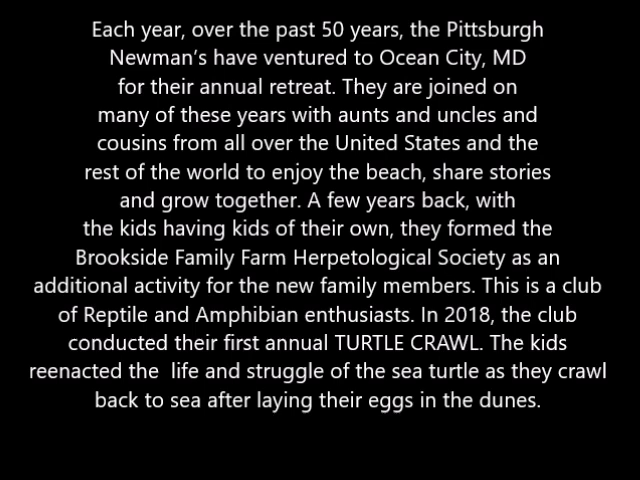 Each year, over the past 50 years, the Pittsburgh
Newman’s have ventured to Ocean City, MD
for their annual retreat. They are joined on
many of these years with aunts and uncles and
cousins from all over the United States and the
rest of the world to enjoy the beach, share stories
and grow together. A few years back, with
the kids having kids of their own, they formed the
Brookside Family Farm Herpetological Society as an
additional activity for the new family members. This is a club
of Reptile and Amphibian enthusiasts. In 2018, the club
conducted their first annual TURTLE CRAWL. The kids
reenacted the  life and struggle of the sea turtle as they crawl
back to sea after laying their eggs in the dunes.